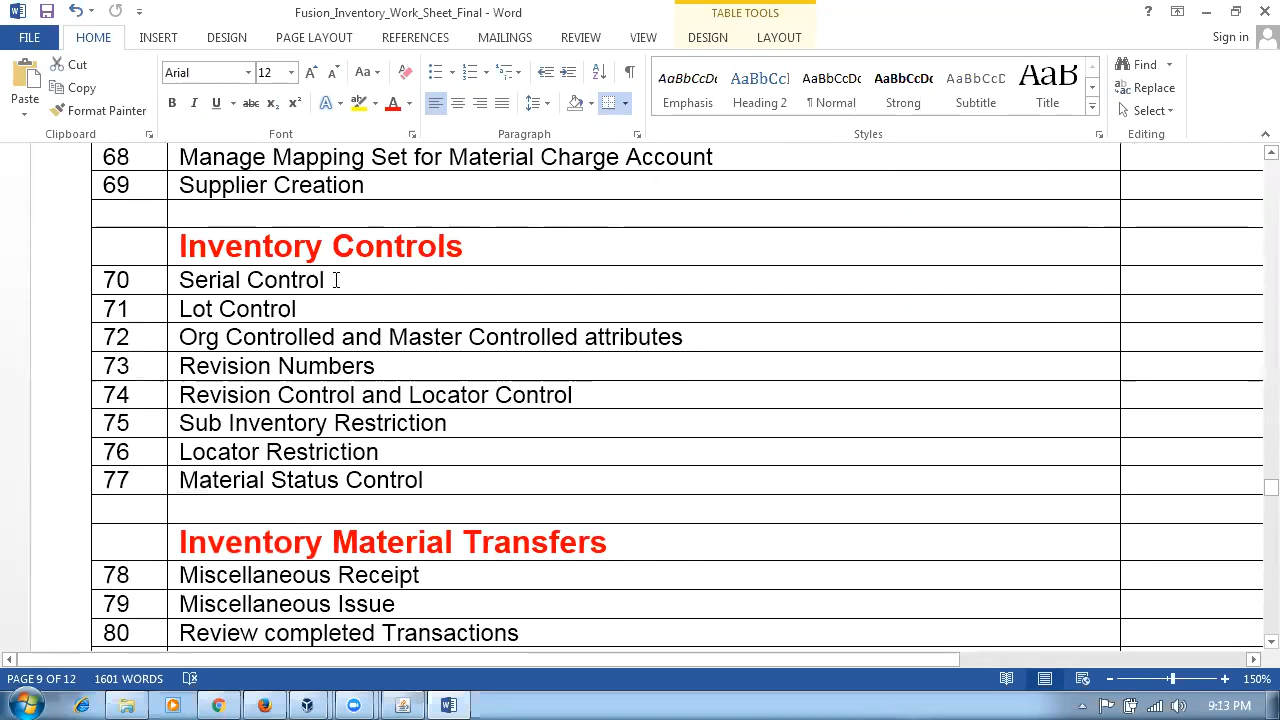 Fusion_Inventory_Work_Sheet_Final - Word
TABLE TOOLS
Sign in
FILE HOME INSERT DESIGN PAGE LAYOUT REFERENCES MAILINGS REVIEW VIEW DESIGN LAYOUT
Paste
Cut
Copy
Format Painter
Clipboard
Arial 12
Font
Paragraph
AaBbCcDc AaBbCcI AaBbCcDc AaBbCcDc AaBbCcD AaB
Emphasis Heading 2 ¶ Normal Strong Subtitle Title
Styles
Find
Replace
Select
Editing
68 Manage Mapping Set for Material Charge Account
69 Supplier Creation
Inventory Controls
70 Serial Control
71 Lot Control
72 Org Controlled and Master Controlled attributes
73 Revision Numbers
74 Revision Control and Locator Control
75 Sub Inventory Restriction
76 Locator Restriction
77 Material Status Control
Inventory Material Transfers
78 Miscellaneous Receipt
79 Miscellaneous Issue
80 Review completed Transactions
PAGE 9 OF 12 1601 WORDS 150%
9:13 PM